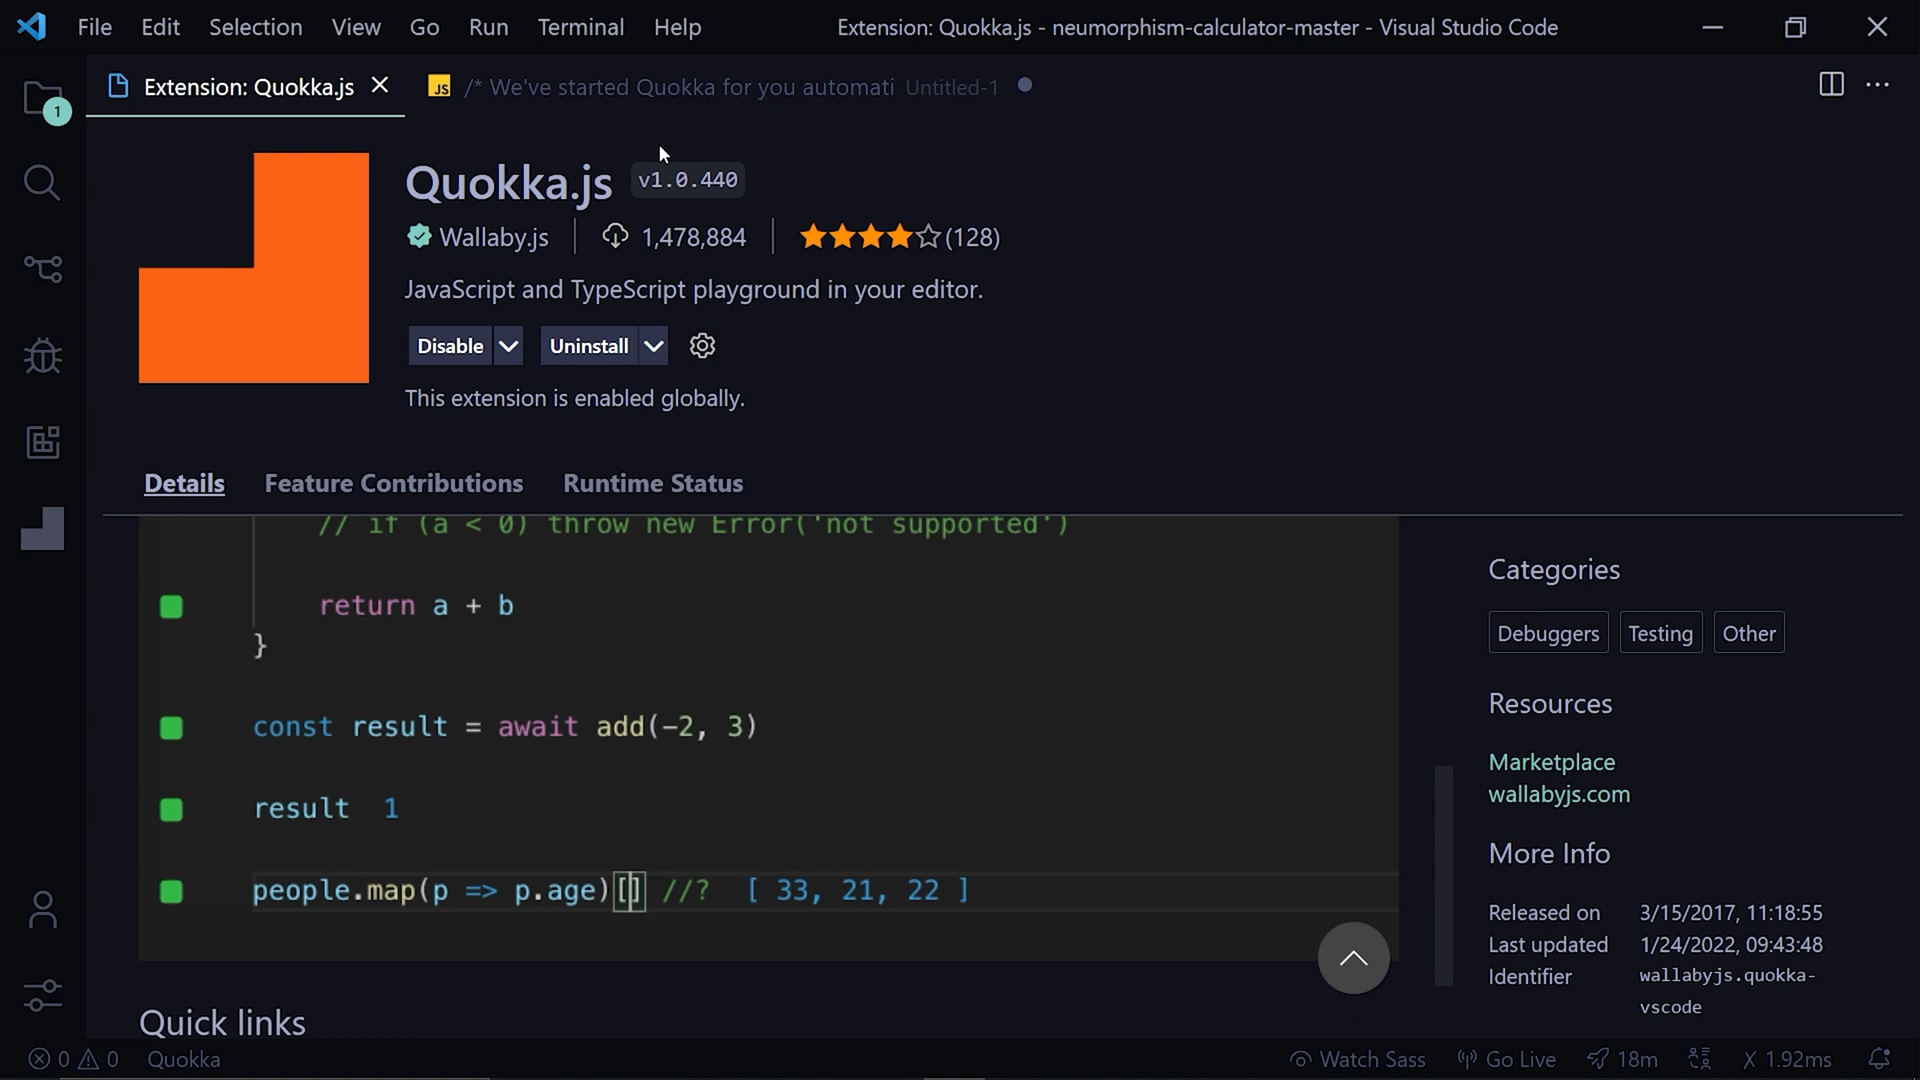 File Edit Selection View Go Run Terminal Help Extension: Quokka.js - neumorphism-calculator-master - Visual Studio Code
1
Extension: Quokka.js JS /* We've started Quokka for you automati Untitled-1
Quokka.js v1.0.440
Wallaby.js 1,478,884 (128)
JavaScript and TypeScript playground in your editor.
Disable Uninstall
This extension is enabled globally.
Details Feature Contributions Runtime Status
// if (a < 0) throw new Error('not supported')
return a + b
}
const result = await add(-2, 3)
result 1
people.map(p => p.age)[] //? [ 33, 21, 22 ]
Quick links
Categories
Debuggers Testing Other
Resources
Marketplace
wallabyjs.com
More Info
Released on 3/15/2017, 11:18:55
Last updated 1/24/2022, 09:43:48
Identifier wallabyjs.quokka-
vscode
0 0 Quokka Watch Sass Go Live 18m X 1.92ms